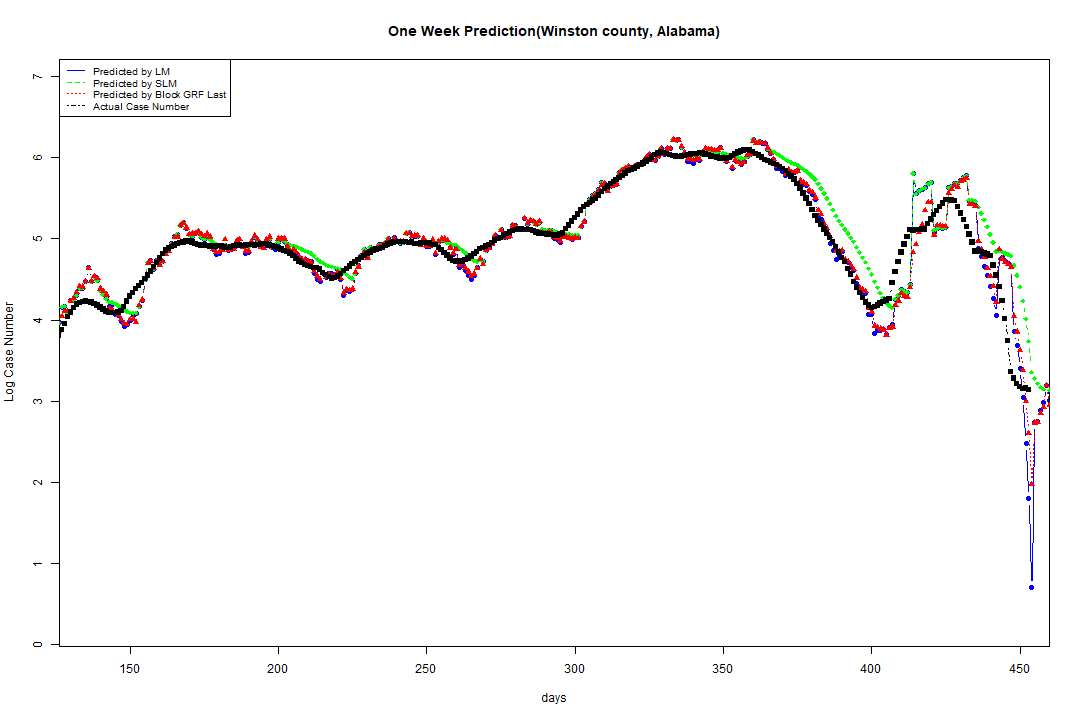 One Week Prediction(Winston county, Alabama)
Predicted by LM
Predicted by SLM
Predicted by Block GRF Last
Actual Case Number
7
6
5
4
3
2
1
0
Log Case Number
150 200 250 300 350 400 450
days